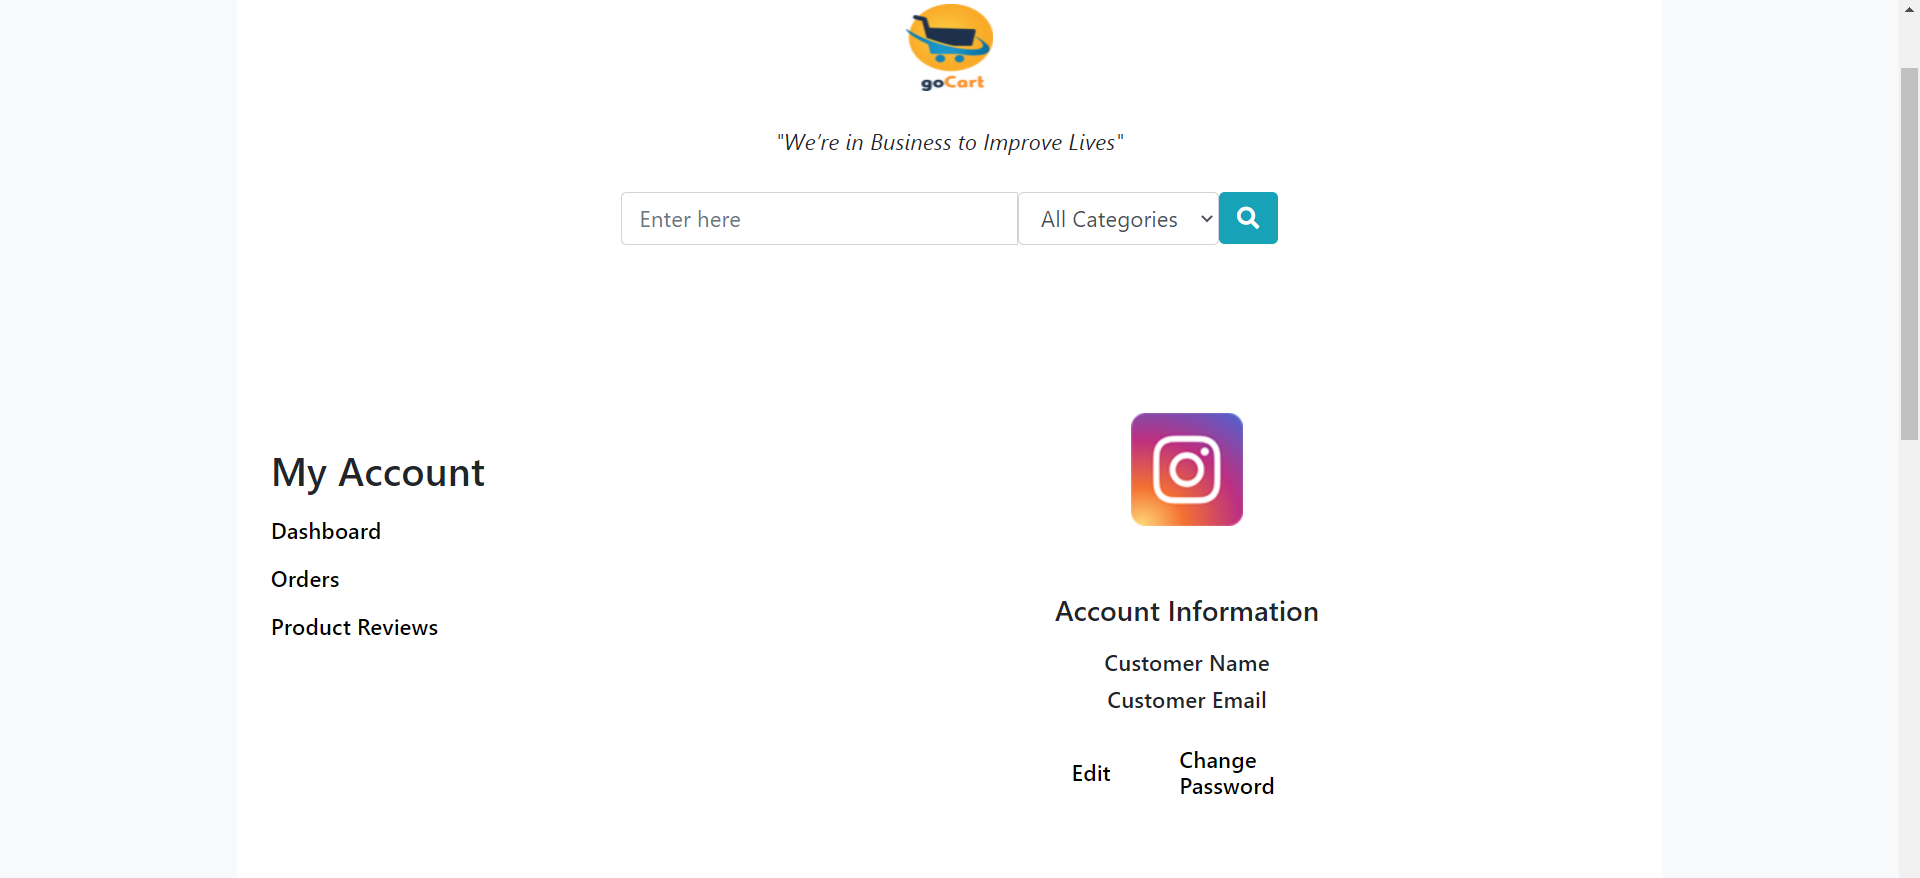 goCart
"We’re in Business to Improve Lives"
Enter here
All Categories
My Account
Dashboard
Orders
Product Reviews
Account Information
Customer Name
Customer Email
Edit
Change
Password